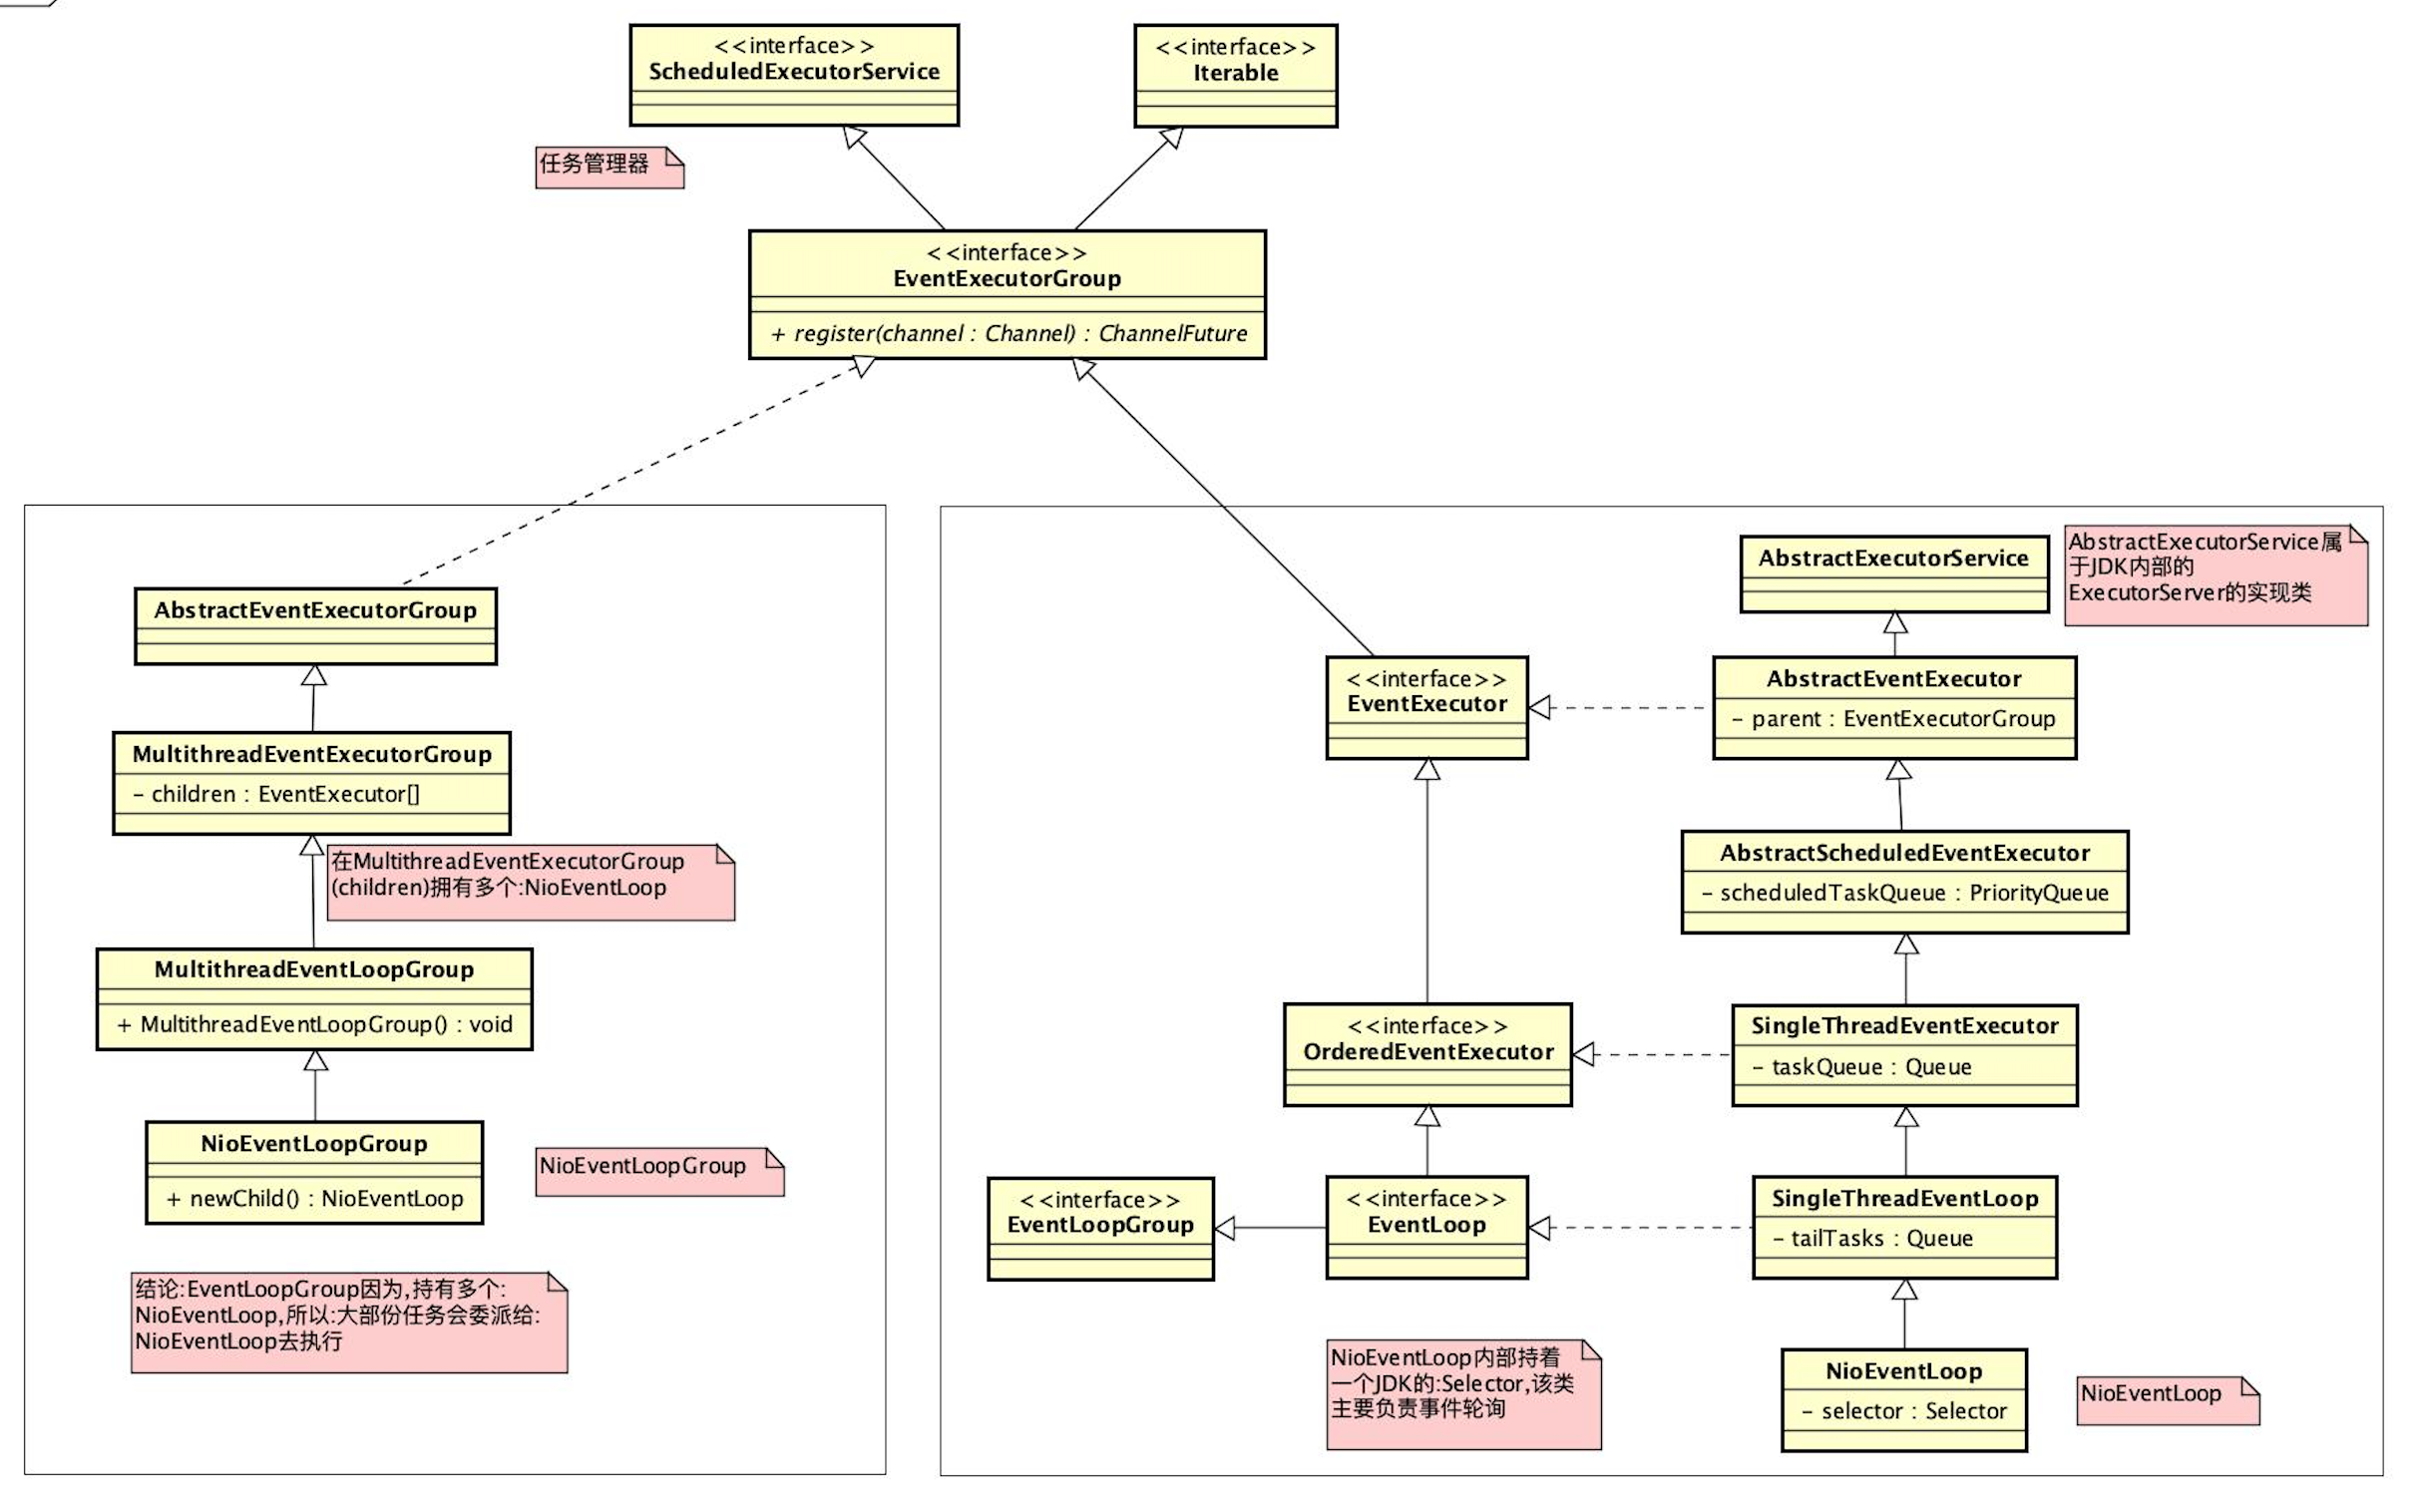 <<interface>>
ScheduledExecutorService
<<interface>>
Iterable
任务管理器
<<interface>>
EventExecutorGroup
+ register(channel : Channel) : ChannelFuture
AbstractEventExecutorGroup
MultithreadEventExecutorGroup
- children : EventExecutor[]
在MultithreadEventExecutorGroup
(children)拥有多个:NioEventLoop
MultithreadEventLoopGroup
+ MultithreadEventLoopGroup() : void
NioEventLoopGroup
+ newChild() : NioEventLoop
NioEventLoopGroup
结论:EventLoopGroup因为,持有多个:
NioEventLoop,所以:大部份任务会委派给:
NioEventLoop去执行
AbstractExecutorService
AbstractExecutorService属
于JDK内部的
ExecutorServer的实现类
<<interface>>
EventExecutor
AbstractEventExecutor
- parent : EventExecutorGroup
AbstractScheduledEventExecutor
- scheduledTaskQueue : PriorityQueue
<<interface>>
OrderedEventExecutor
SingleThreadEventExecutor
- taskQueue : Queue
<<interface>>
EventLoopGroup
<<interface>>
EventLoop
SingleThreadEventLoop
- tailTasks : Queue
NioEventLoop内部持着
一个JDK的:Selector,该类
主要负责事件轮询
NioEventLoop
- selector : Selector
NioEventLoop